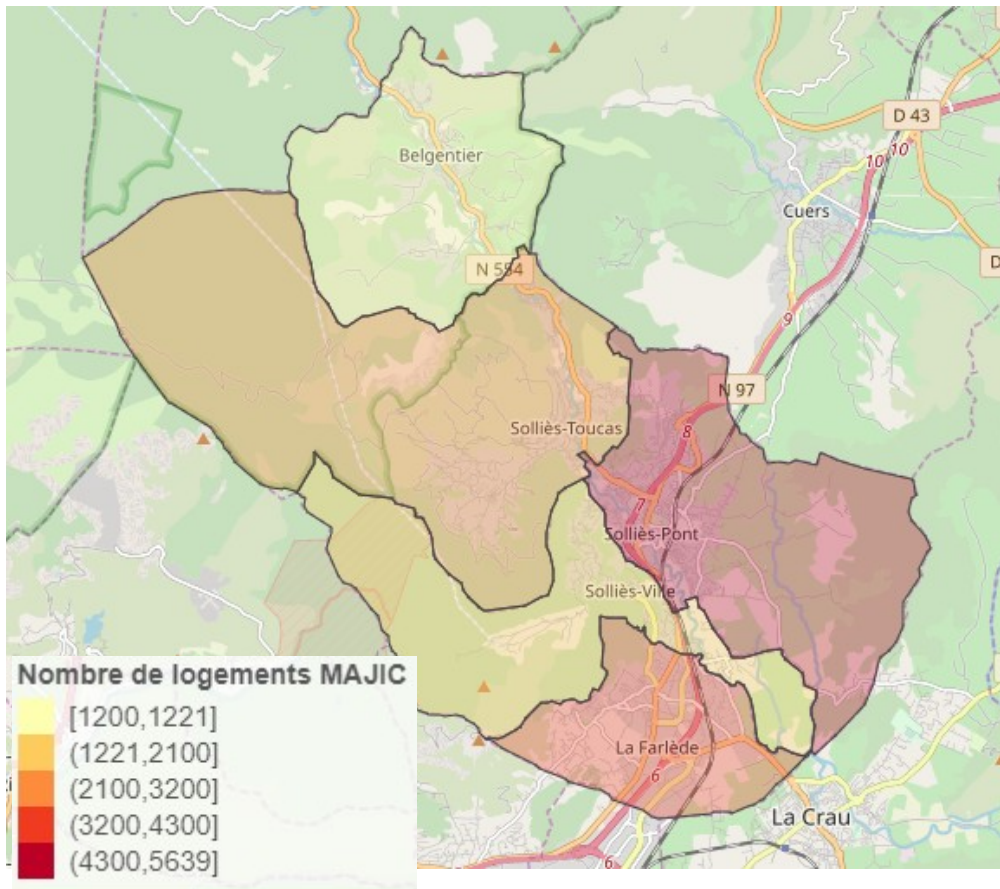 D 43
10
10
Belgentier
Cuers
N 554
D
9
N 97
Solliès-Toucas
8
7
Solliès-Pont
Solliès-Ville
Nombre de logements MAJIC
[1200,1221]
(1221,2100]
(2100,3200]
(3200,4300]
(4300,5639]
La Farlède
6
La Crau
6